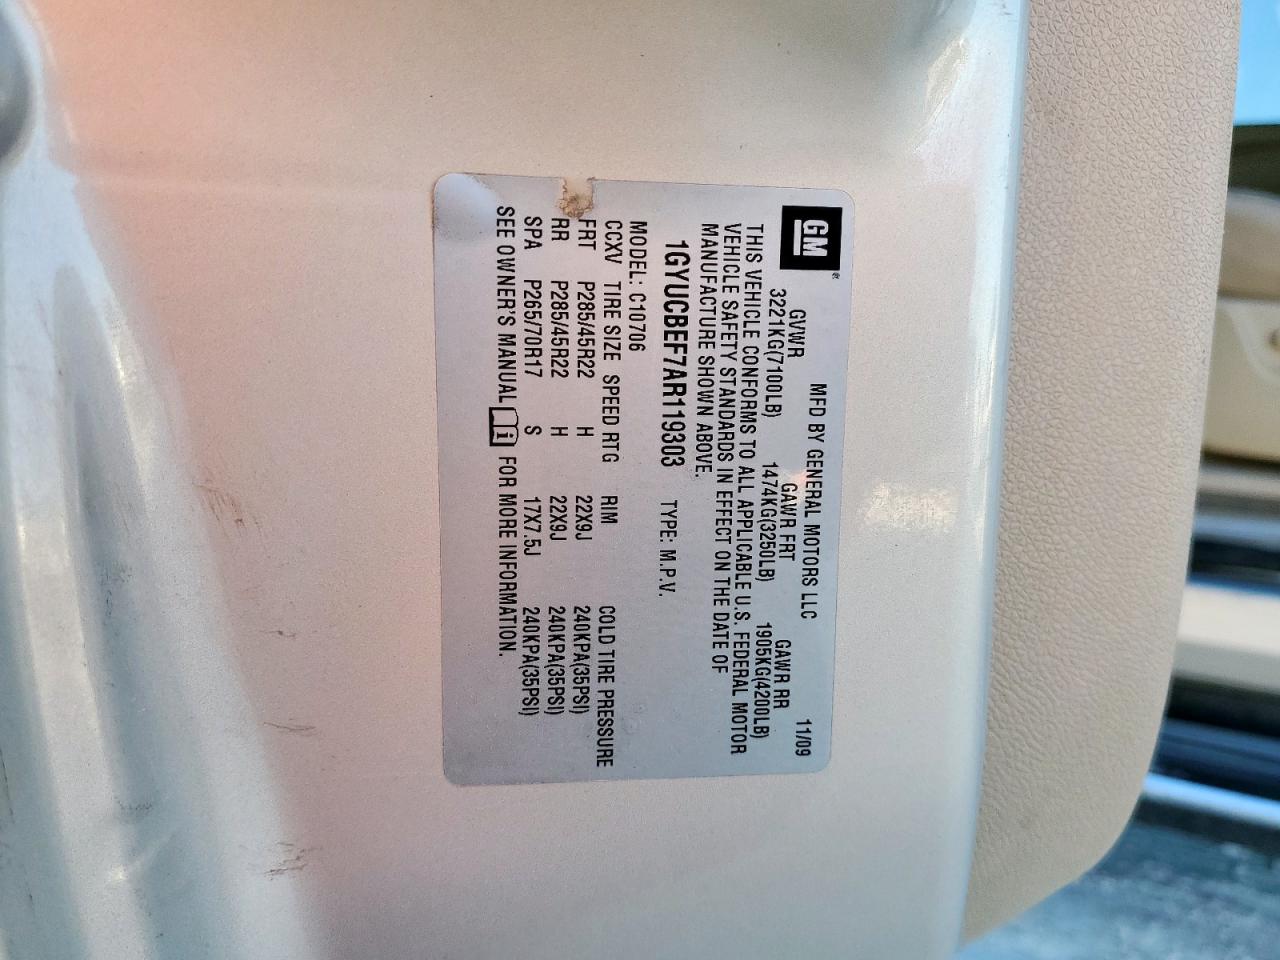 GM
MFD BY GENERAL MOTORS LLC 11/09
GVWR GAWR FRT GAWR RR
3221KG(7100LB) 1474KG(3250LB) 1905KG(4200LB)
THIS VEHICLE CONFORMS TO ALL APPLICABLE U.S. FEDERAL MOTOR
VEHICLE SAFETY STANDARDS IN EFFECT ON THE DATE OF
MANUFACTURE SHOWN ABOVE.
1GYUCBEF7AR119303 TYPE: M.P.V.
MODEL: C10706
CCXV TIRE SIZE SPEED RTG RIM COLD TIRE PRESSURE
FRT P285/45R22 H 22X9J 240KPA(35PSI)
RR P285/45R22 H 22X9J 240KPA(35PSI)
SPA P265/70R17 S 17X7.5J 240KPA(35PSI)
SEE OWNER'S MANUAL i FOR MORE INFORMATION.